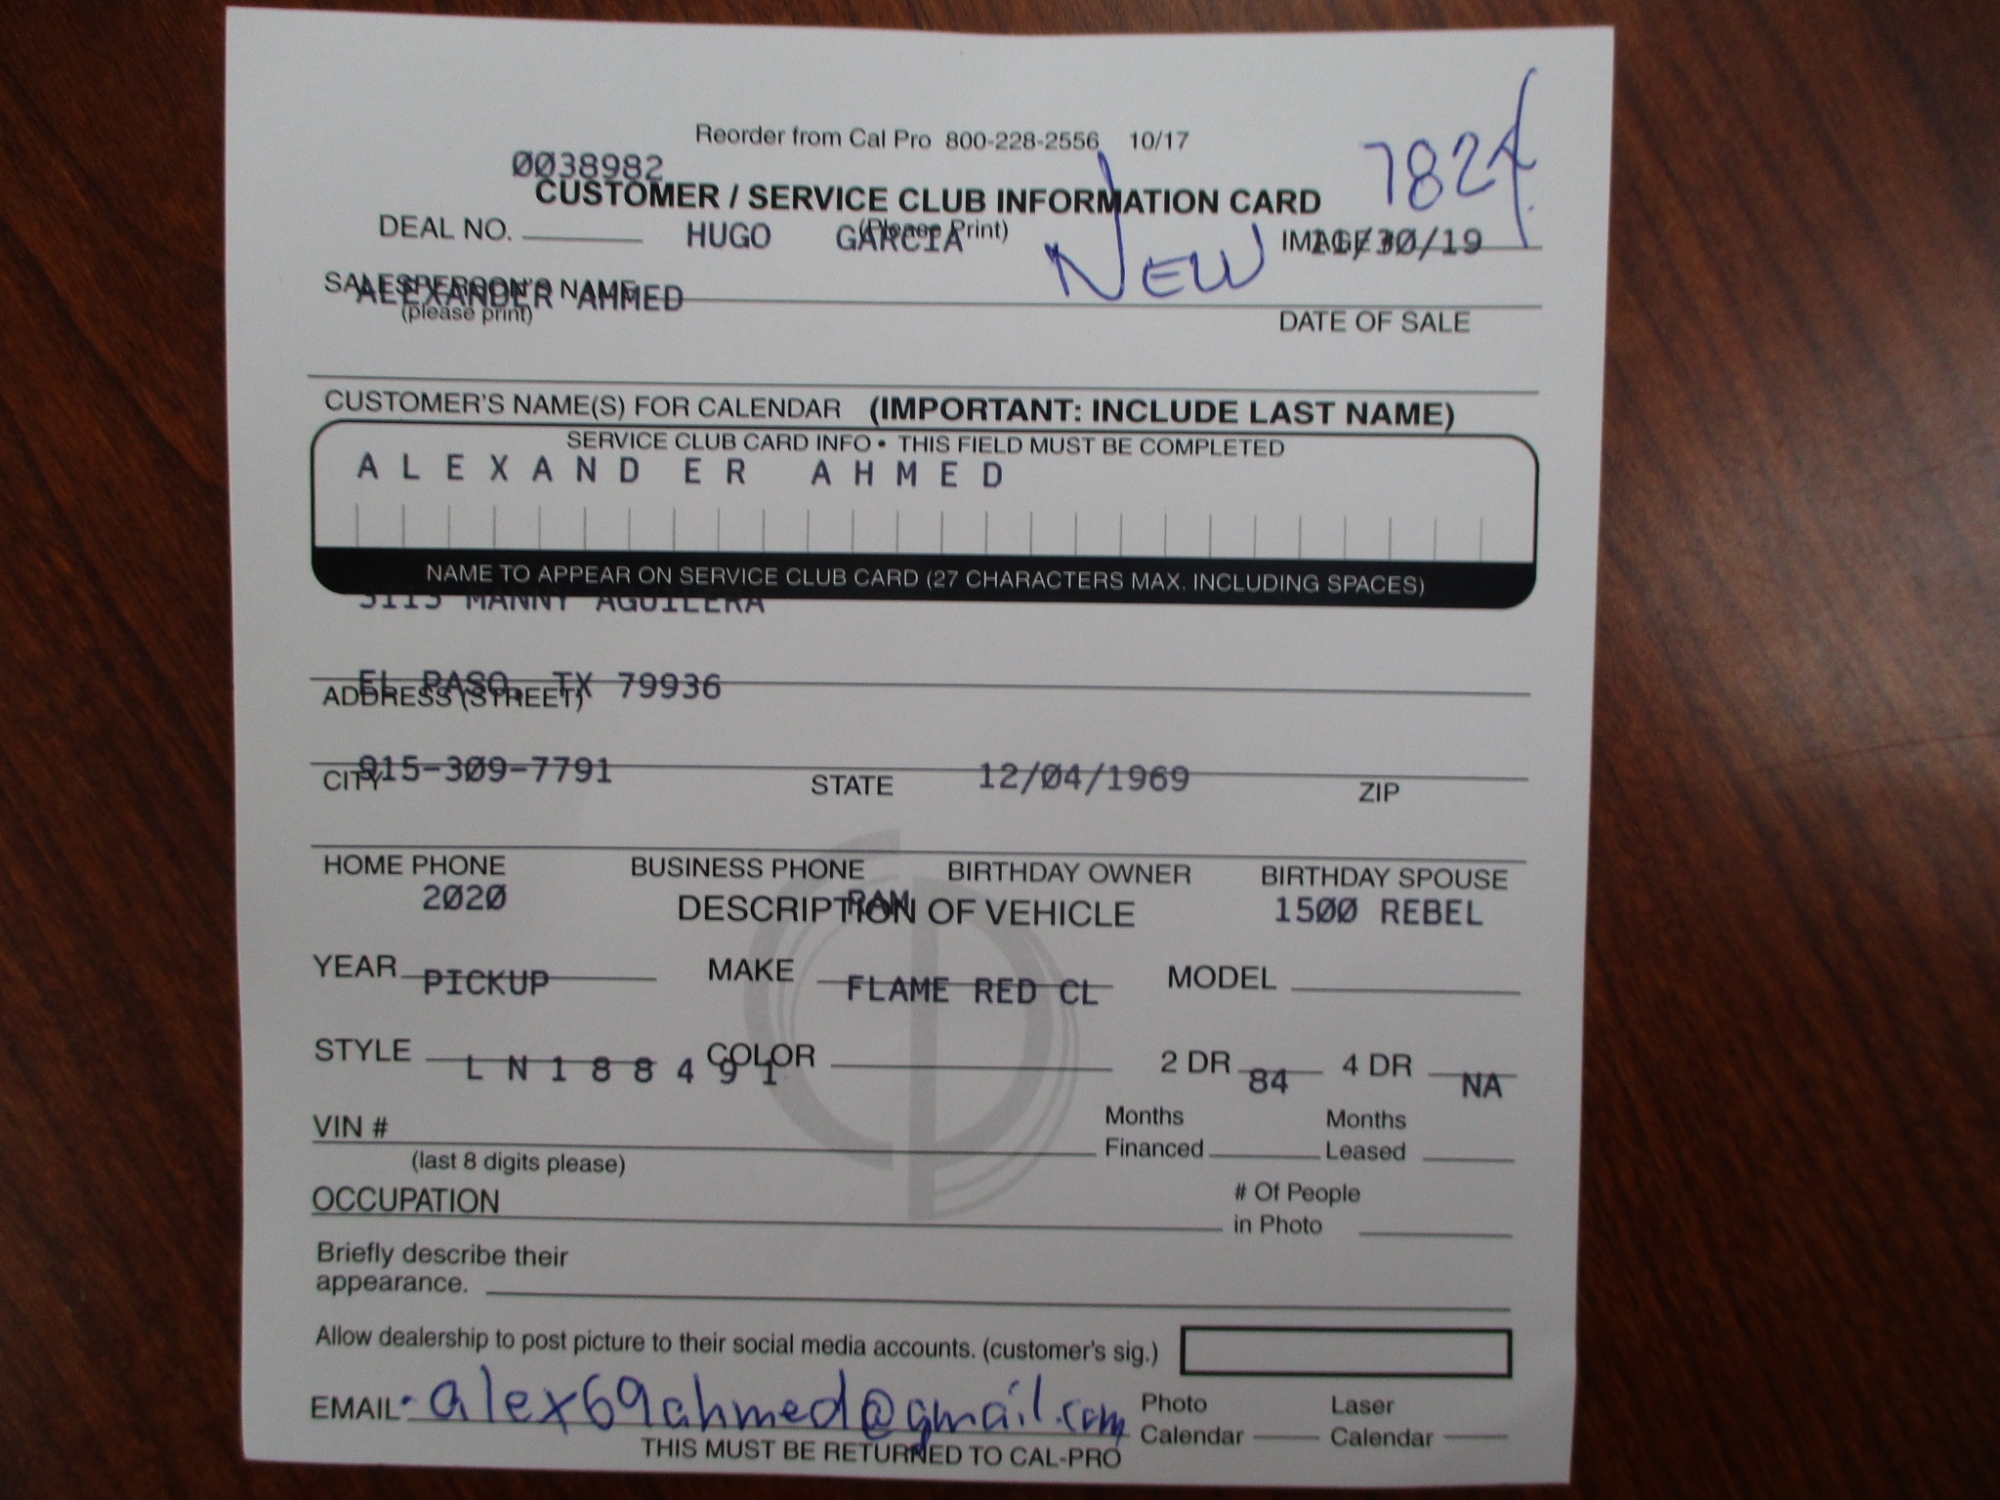 Reorder from Cal Pro 800-228-2556 10/17
0038982
CUSTOMER / SERVICE CLUB INFORMATION CARD
(Please Print)
DEAL NO. HUGO GARCIA NEW IMAGE #
11/30/19
SALESPERSON'S NAME
ALEXANDER AHMED
(please print) DATE OF SALE
CUSTOMER'S NAME(S) FOR CALENDAR (IMPORTANT: INCLUDE LAST NAME)
SERVICE CLUB CARD INFO • THIS FIELD MUST BE COMPLETED
ALEXANDER AHMED
NAME TO APPEAR ON SERVICE CLUB CARD (27 CHARACTERS MAX. INCLUDING SPACES)
MANNY AGUILERA
EL PASO, TX 79936
ADDRESS (STREET)
915-309-7791 12/04/1969
CITY STATE ZIP
HOME PHONE BUSINESS PHONE BIRTHDAY OWNER BIRTHDAY SPOUSE
2020 RAM 1500 REBEL
DESCRIPTION OF VEHICLE
YEAR MAKE MODEL
PICKUP FLAME RED CL
STYLE COLOR 2 DR 4 DR
LN188491 84 NA
VIN # Months Financed Months Leased
(last 8 digits please)
OCCUPATION # Of People in Photo
Briefly describe their
appearance.
Allow dealership to post picture to their social media accounts. (customer's sig.)
EMAIL alex69ahmed@gmail.com Photo Calendar Laser Calendar
THIS MUST BE RETURNED TO CAL-PRO